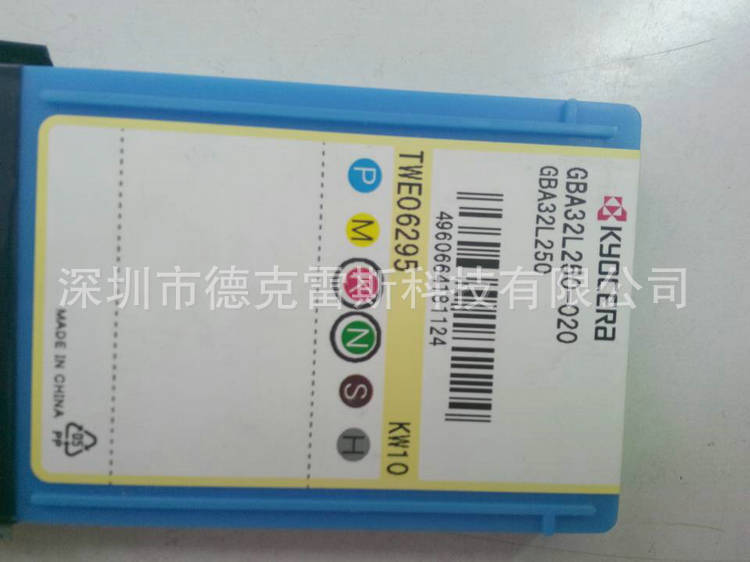 KYOCERA
GBA32L250-020
GBA32L250
4960664191124
TWE06295 KW10
P M K N S H
MADE IN CHINA
05
PP
深圳市德克雷斯科技有限公司